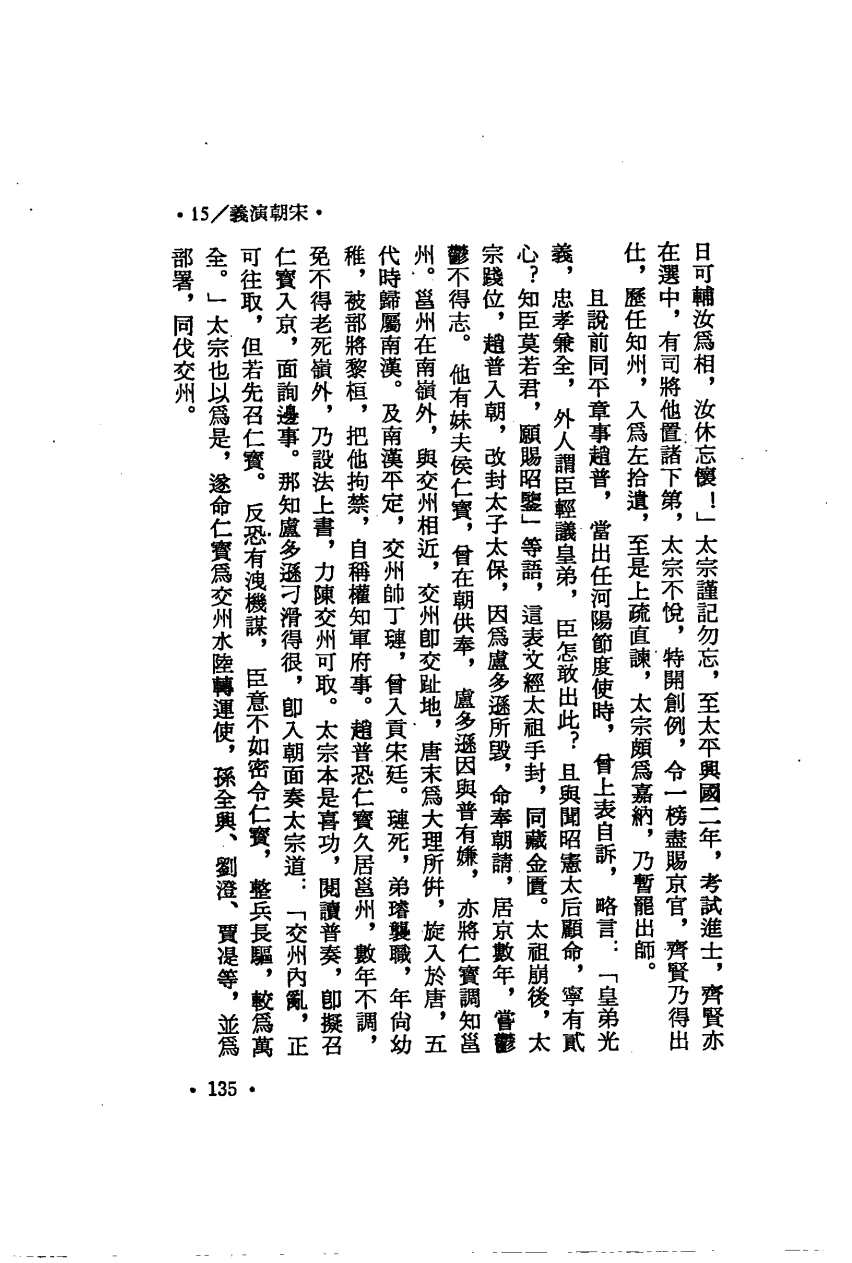 •15/義演朝宋•
日可輔汝爲相，汝休忘懷！」太宗謹記勿忘，至太平興國二年，考試進士，齊賢亦
在選中，有司將他置諸下第，太宗不悅，特開創例，令一榜盡賜京官，齊賢乃得出
仕，歷任知州，入爲左拾遺，至是上疏直諫，太宗頗爲嘉納，乃暫罷出師。
且說前同平章事趙普，當出任河陽節度使時，曾上表自訴，略言：「皇弟光
義，忠孝兼全，外人謂臣輕議皇弟，臣怎敢出此？且與聞昭憲太后顧命，寧有貳
心？知臣莫若君，願賜昭鑒」等語，這表文經太祖手封，同藏金匱。太祖崩後，太
宗踐位，趙普入朝，改封太子太保，因爲盧多遜所毀，命奉朝請，居京數年，嘗鬱
鬱不得志。他有妹夫侯仁寶，曾在朝供奉，盧多遜因與普有嫌，亦將仁寶調知邕
州。邕州在南嶺外，與交州相近，交州卽交趾地，唐末爲大理所倂，旋入於唐，五
代時歸屬南漢。及南漢平定，交州帥丁璉，曾入貢宋廷。璉死，弟璿襲職，年尙幼
稚，被部將黎桓，把他拘禁，自稱權知軍府事。趙普恐仁寶久居邕州，數年不調，
免不得老死嶺外，乃設法上書，力陳交州可取。太宗本是喜功，閱讀普奏，卽擬召
仁寶入京，面詢邊事。那知盧多遜刁滑得很，卽入朝面奏太宗道：「交州內亂，正
可往取，但若先召仁寶。反恐有洩機謀，臣意不如密令仁寶，整兵長驅，較爲萬
全。」太宗也以爲是，遂命仁寶爲交州水陸轉運使，孫全興、劉澄、賈湜等，並爲
部署，同伐交州。
•135•